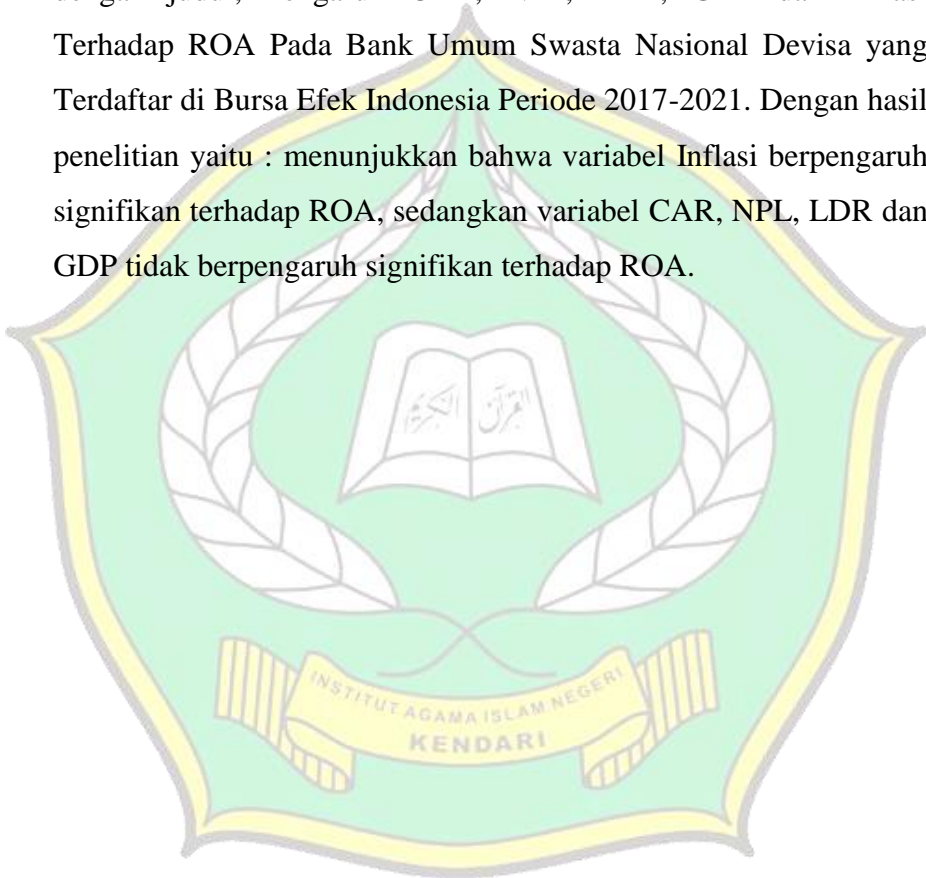 Terhadap ROA Pada Bank Umum Swasta Nasional Devisa yang
Terdaftar di Bursa Efek Indonesia Periode 2017-2021. Dengan hasil
penelitian yaitu : menunjukkan bahwa variabel Inflasi berpengaruh
signifikan terhadap ROA, sedangkan variabel CAR, NPL, LDR dan
GDP tidak berpengaruh signifikan terhadap ROA.
القرآن الكريم
INSTITUT AGAMA ISLAM NEGERI
KENDARI